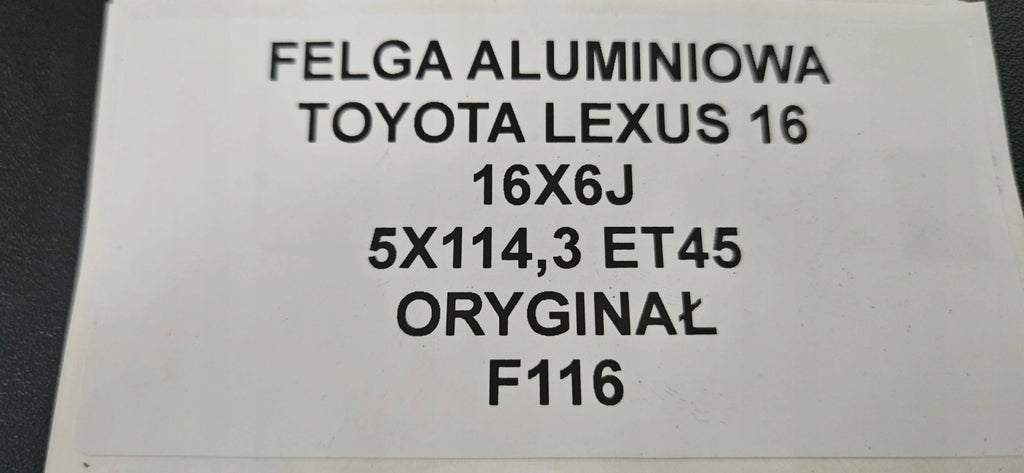 FELGA ALUMINIOWA
TOYOTA LEXUS 16
16X6J
5X114,3 ET45
ORYGINAŁ
F116